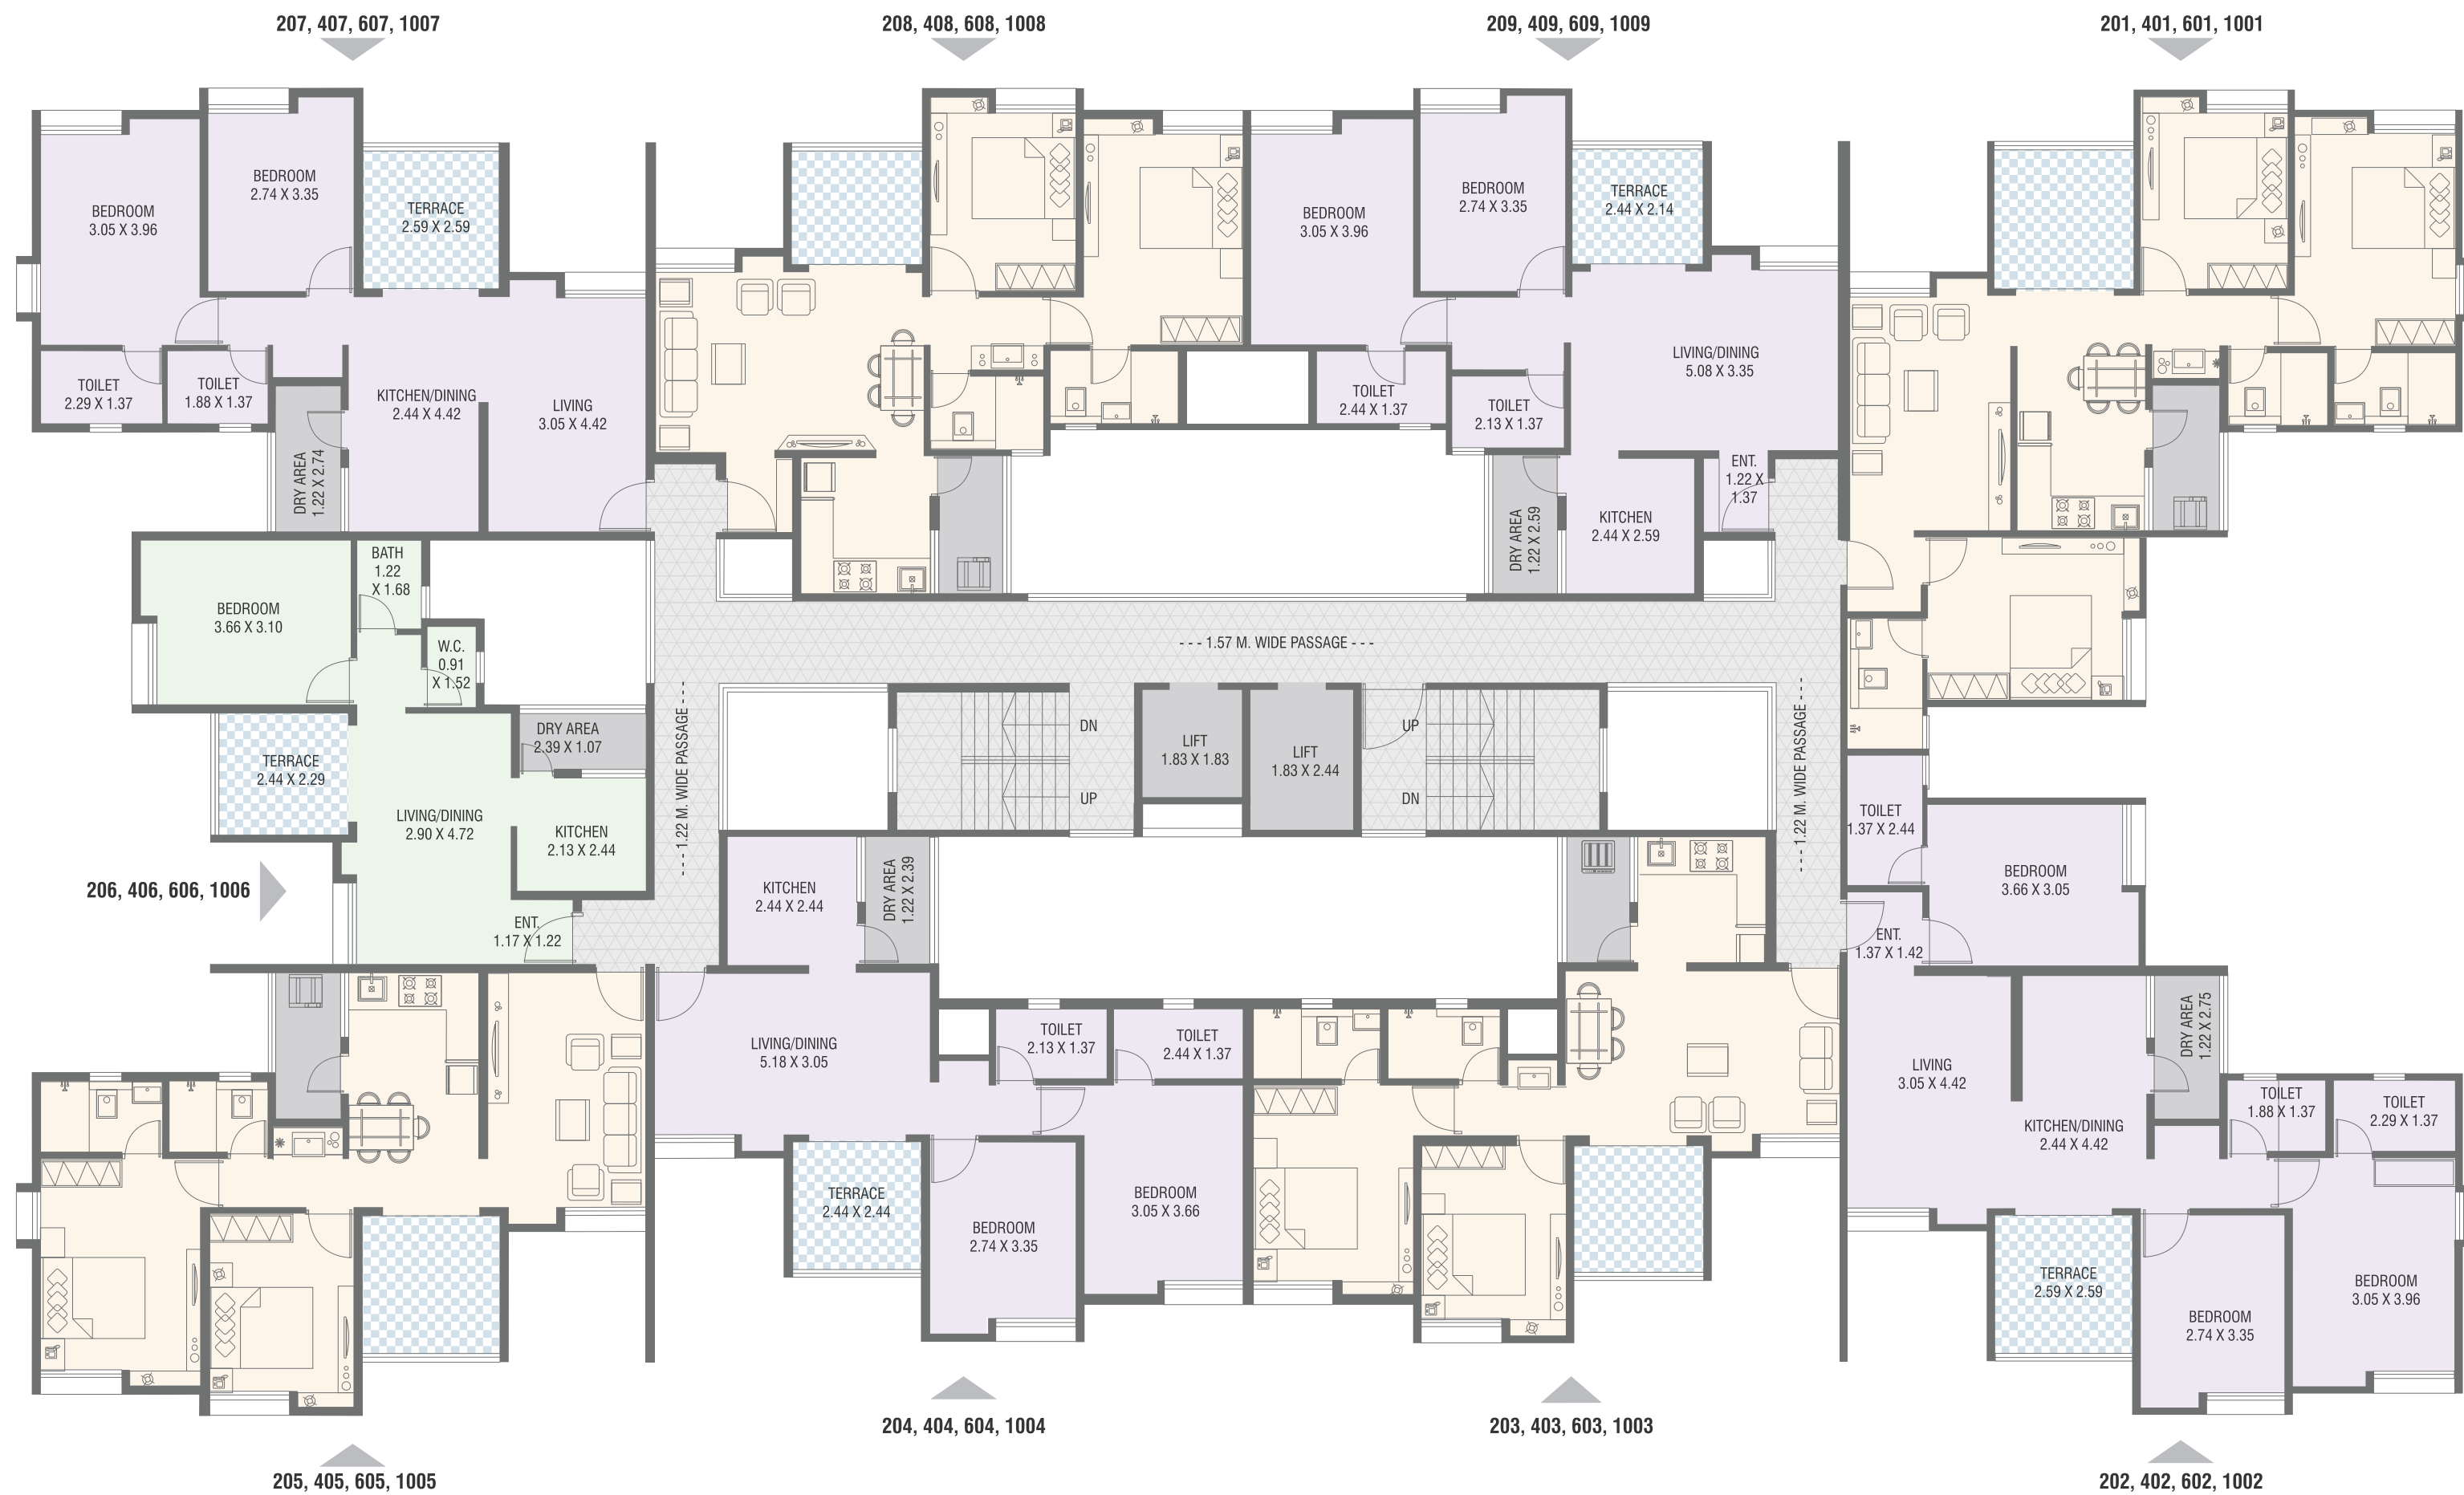 207, 407, 607, 1007
208, 408, 608, 1008
209, 409, 609, 1009
201, 401, 601, 1001
BEDROOM
3.05 X 3.96
BEDROOM
2.74 X 3.35
TERRACE
2.59 X 2.59
TOILET
2.29 X 1.37
TOILET
1.88 X 1.37
DRY AREA
1.22 X 2.74
KITCHEN/DINING
2.44 X 4.42
LIVING
3.05 X 4.42
BEDROOM
3.05 X 3.96
BEDROOM
2.74 X 3.35
TERRACE
2.44 X 2.14
LIVING/DINING
5.08 X 3.35
TOILET
2.44 X 1.37
TOILET
2.13 X 1.37
DRY AREA
1.22 X 2.59
KITCHEN
2.44 X 2.59
ENT.
1.22 X
1.37
BEDROOM
3.66 X 3.10
BATH
1.22
X 1.68
W.C.
0.91
X 1.52
TERRACE
2.44 X 2.29
DRY AREA
2.39 X 1.07
LIVING/DINING
2.90 X 4.72
KITCHEN
2.13 X 2.44
ENT.
1.17 X 1.22
206, 406, 606, 1006
- - - 1.57 M. WIDE PASSAGE - - -
- - - 1.22 M. WIDE PASSAGE - - -
DN
UP
LIFT
1.83 X 1.83
LIFT
1.83 X 2.44
UP
DN
- - - 1.22 M. WIDE PASSAGE - - -
TOILET
1.37 X 2.44
BEDROOM
3.66 X 3.05
ENT.
1.37 X 1.42
KITCHEN
2.44 X 2.44
DRY AREA
1.22 X 2.39
LIVING/DINING
5.18 X 3.05
TOILET
2.13 X 1.37
TOILET
2.44 X 1.37
TERRACE
2.44 X 2.44
BEDROOM
2.74 X 3.35
BEDROOM
3.05 X 3.66
LIVING
3.05 X 4.42
KITCHEN/DINING
2.44 X 4.42
DRY AREA
1.22 X 2.75
TOILET
1.88 X 1.37
TOILET
2.29 X 1.37
TERRACE
2.59 X 2.59
BEDROOM
2.74 X 3.35
BEDROOM
3.05 X 3.96
204, 404, 604, 1004
203, 403, 603, 1003
205, 405, 605, 1005
202, 402, 602, 1002